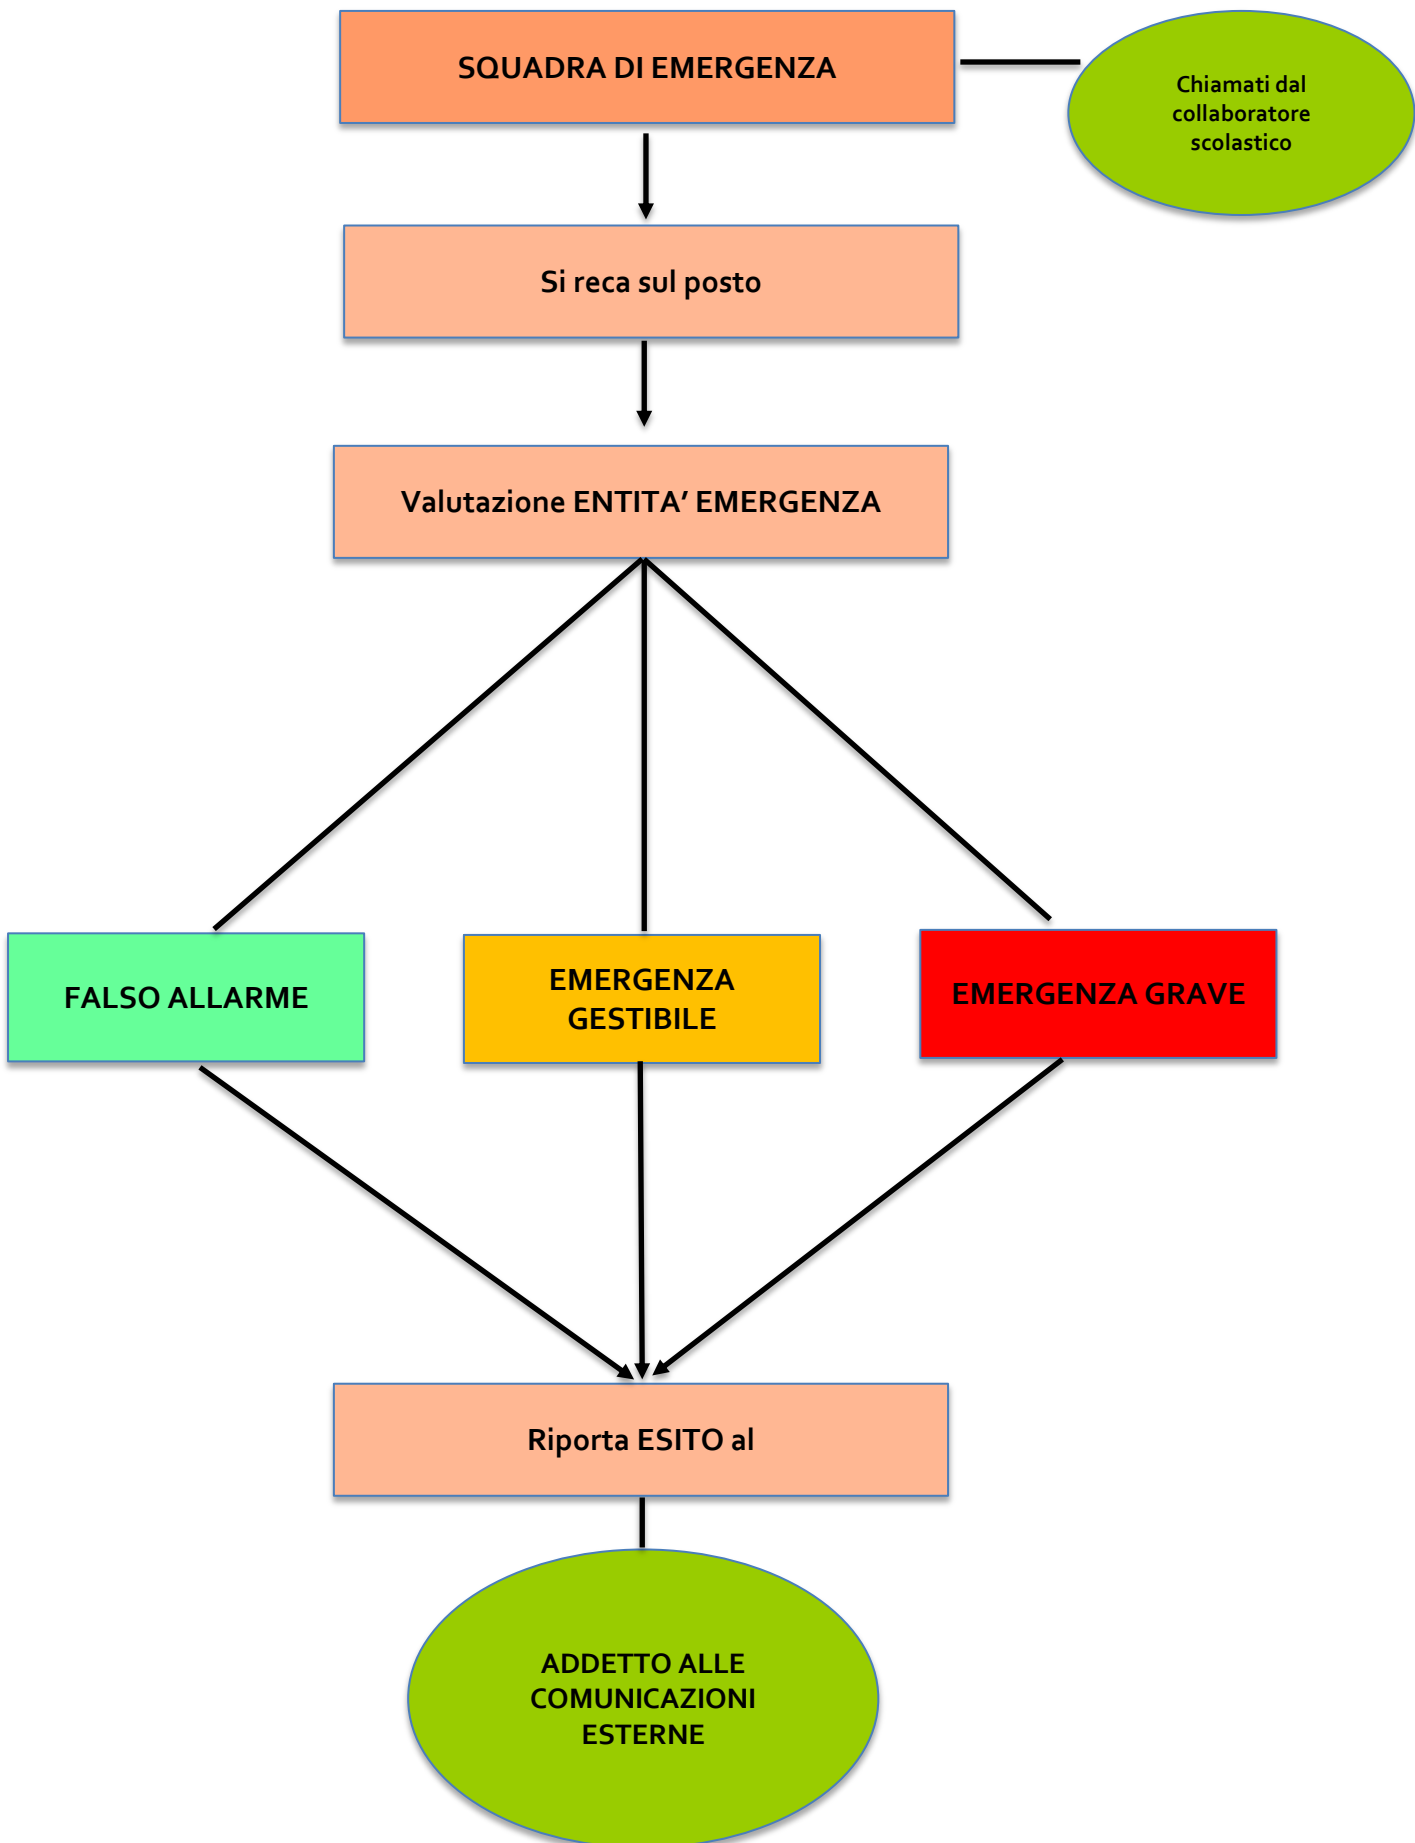 SQUADRA DI EMERGENZA
Chiamati dal
collaboratore
scolastico
Si reca sul posto
Valutazione ENTITA’ EMERGENZA
FALSO ALLARME
EMERGENZA
GESTIBILE
EMERGENZA GRAVE
Riporta ESITO al
ADDETTO ALLE
COMUNICAZIONI
ESTERNE